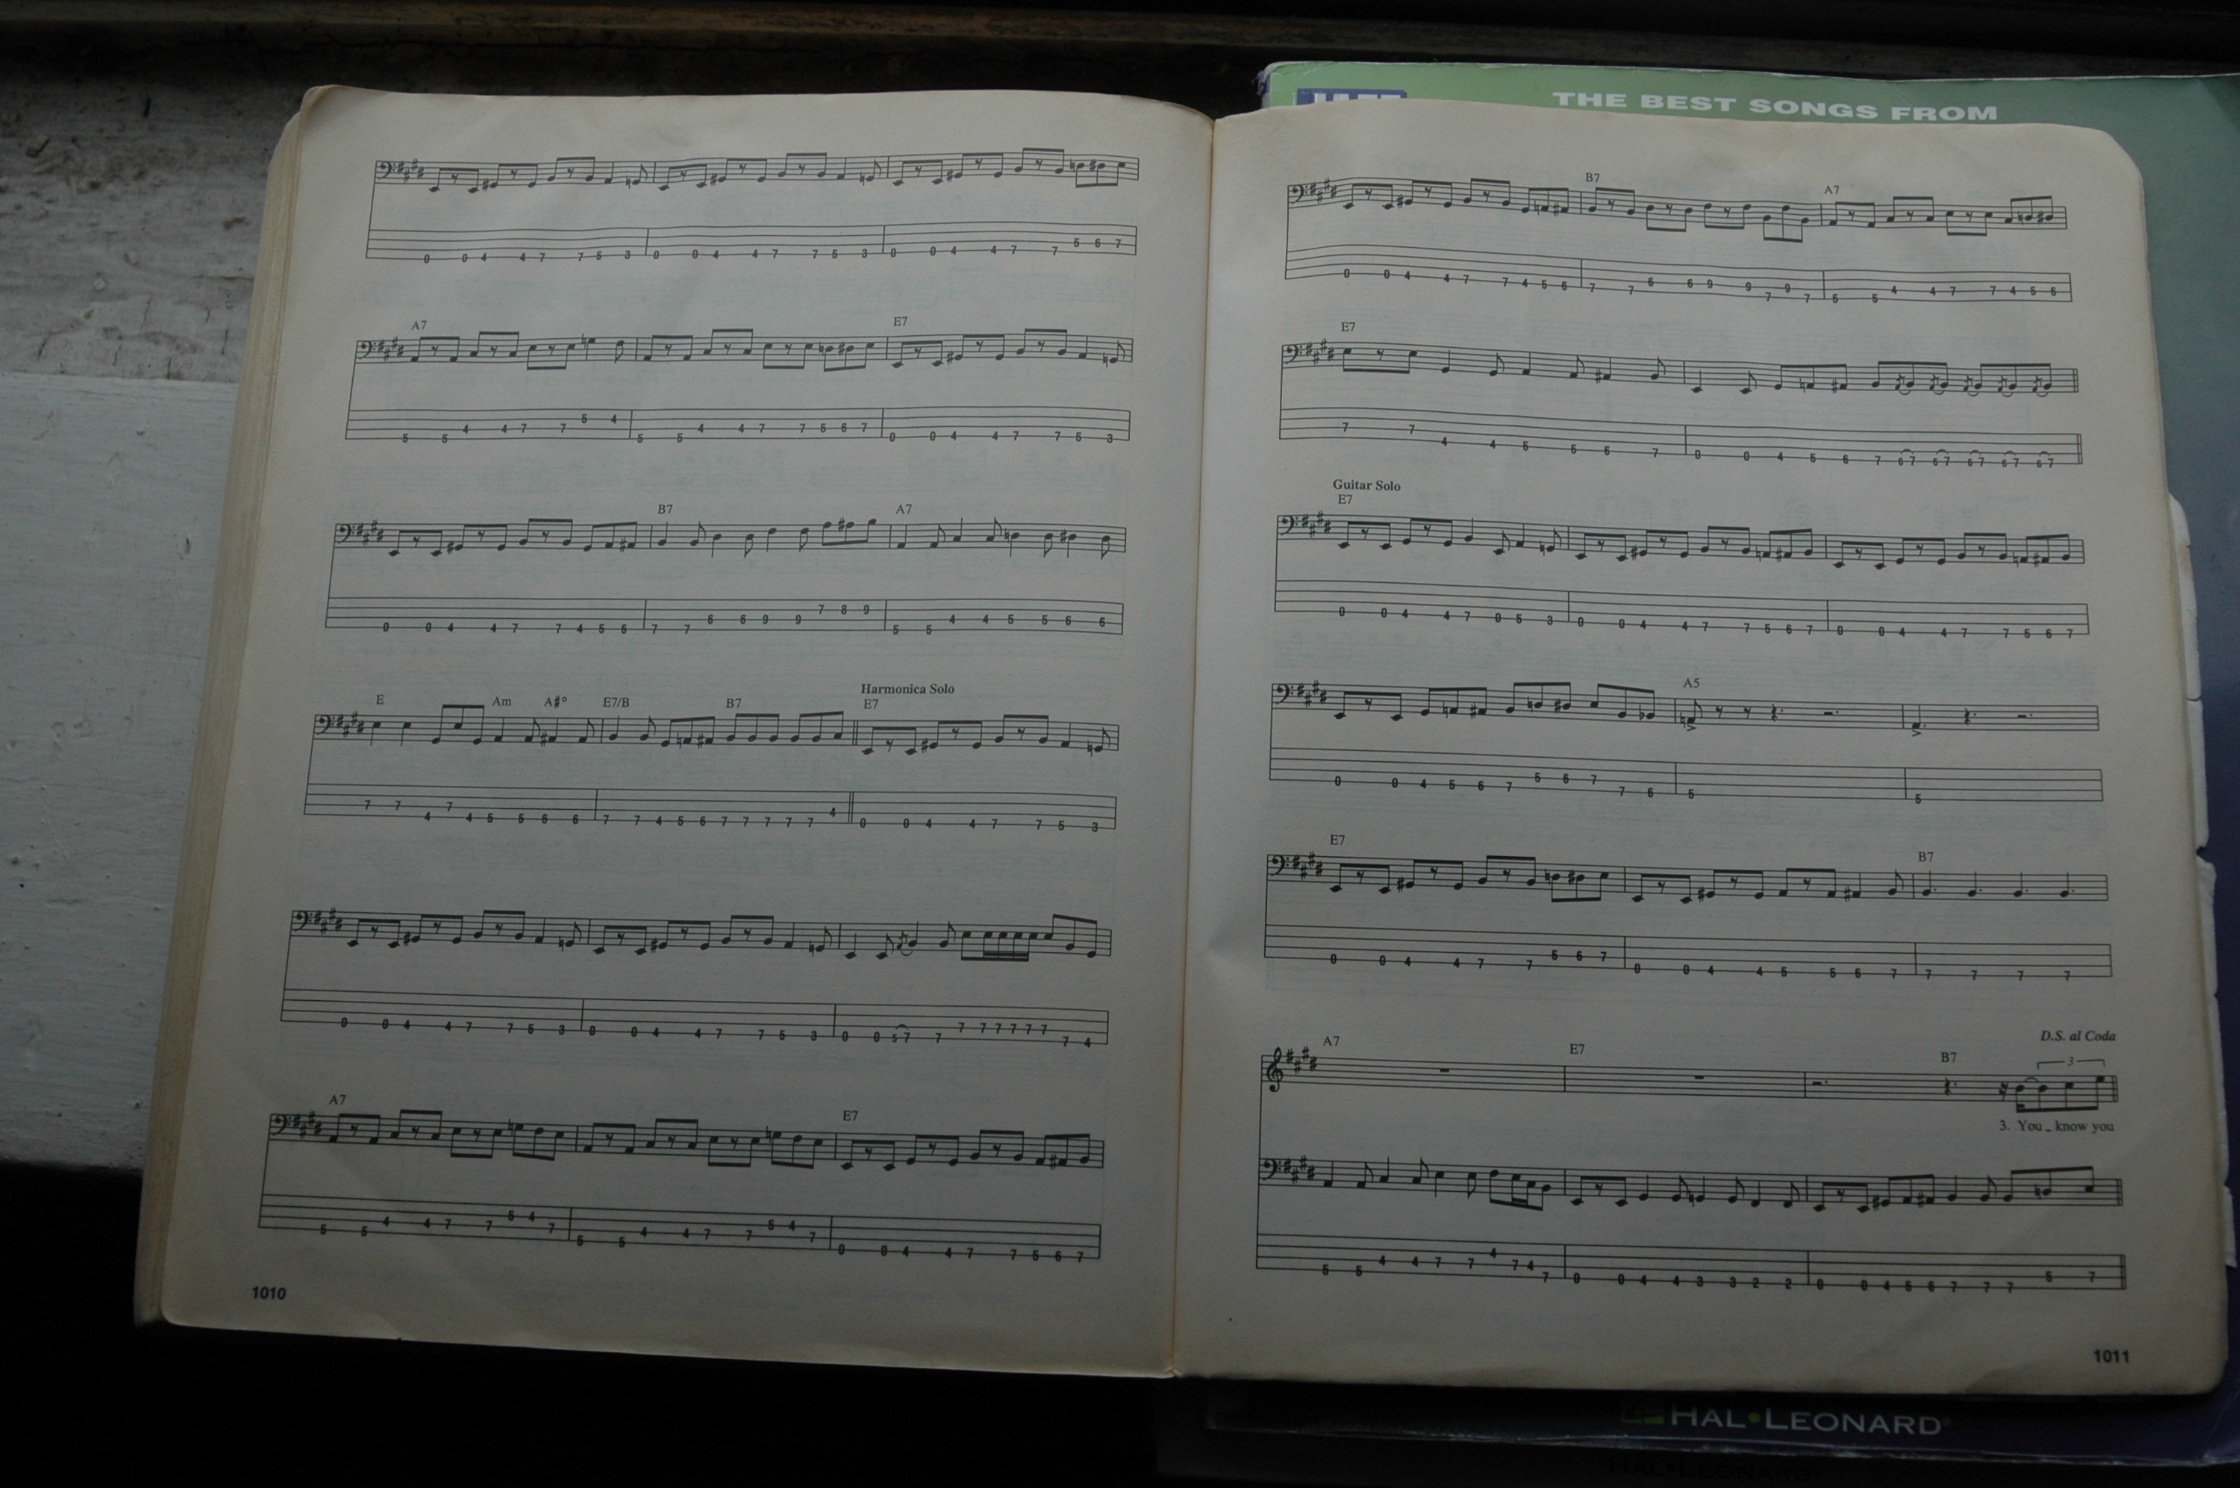 THE BEST SONGS FROM
0 0 4 4 7 7 5 3 0 0 4 4 7 7 5 3 0 0 4 4 7 7 5 6 7
A7 E7
5 5 4 4 7 7 5 4 5 5 4 4 7 7 5 6 7 0 0 4 4 7 7 5 3
B7 A7
0 0 4 4 7 7 4 5 6 7 7 6 6 9 9 7 8 9 5 5 4 4 5 5 6 6
Harmonica Solo
E Am A#° E7/B B7 E7
7 7 4 7 4 5 5 6 6 7 7 4 5 6 7 7 7 7 7 4 0 0 4 4 7 7 5 3
0 0 4 4 7 7 5 3 0 0 4 4 7 7 5 3 0 0 5 7 7 7 7 7 7 7 7 7 4
A7 E7
5 5 4 4 7 7 5 4 7 5 5 4 4 7 7 5 4 7 0 0 4 4 7 7 5 6 7
1010
B7 A7
0 0 4 4 7 7 4 5 6 7 7 6 6 9 9 7 9 7 5 5 4 4 7 7 4 5 6
E7
7 7 4 4 5 5 6 7 0 0 4 5 6 7 6 7 6 7 6 7 6 7 6 7
Guitar Solo
E7
0 0 4 4 7 0 5 3 0 0 4 4 7 7 5 6 7 0 0 4 4 7 7 5 6 7
A5
0 0 4 5 6 7 5 6 7 7 6 5 5
E7 B7
0 0 4 4 7 7 5 6 7 0 0 4 4 5 5 6 7 7 7 7 7
D.S. al Coda
A7 E7 B7 3
3. You_ know you
5 5 4 4 7 7 4 7 4 7 0 0 4 4 3 3 2 2 0 0 4 5 6 7 7 7 5 7
1011
HAL•LEONARD®